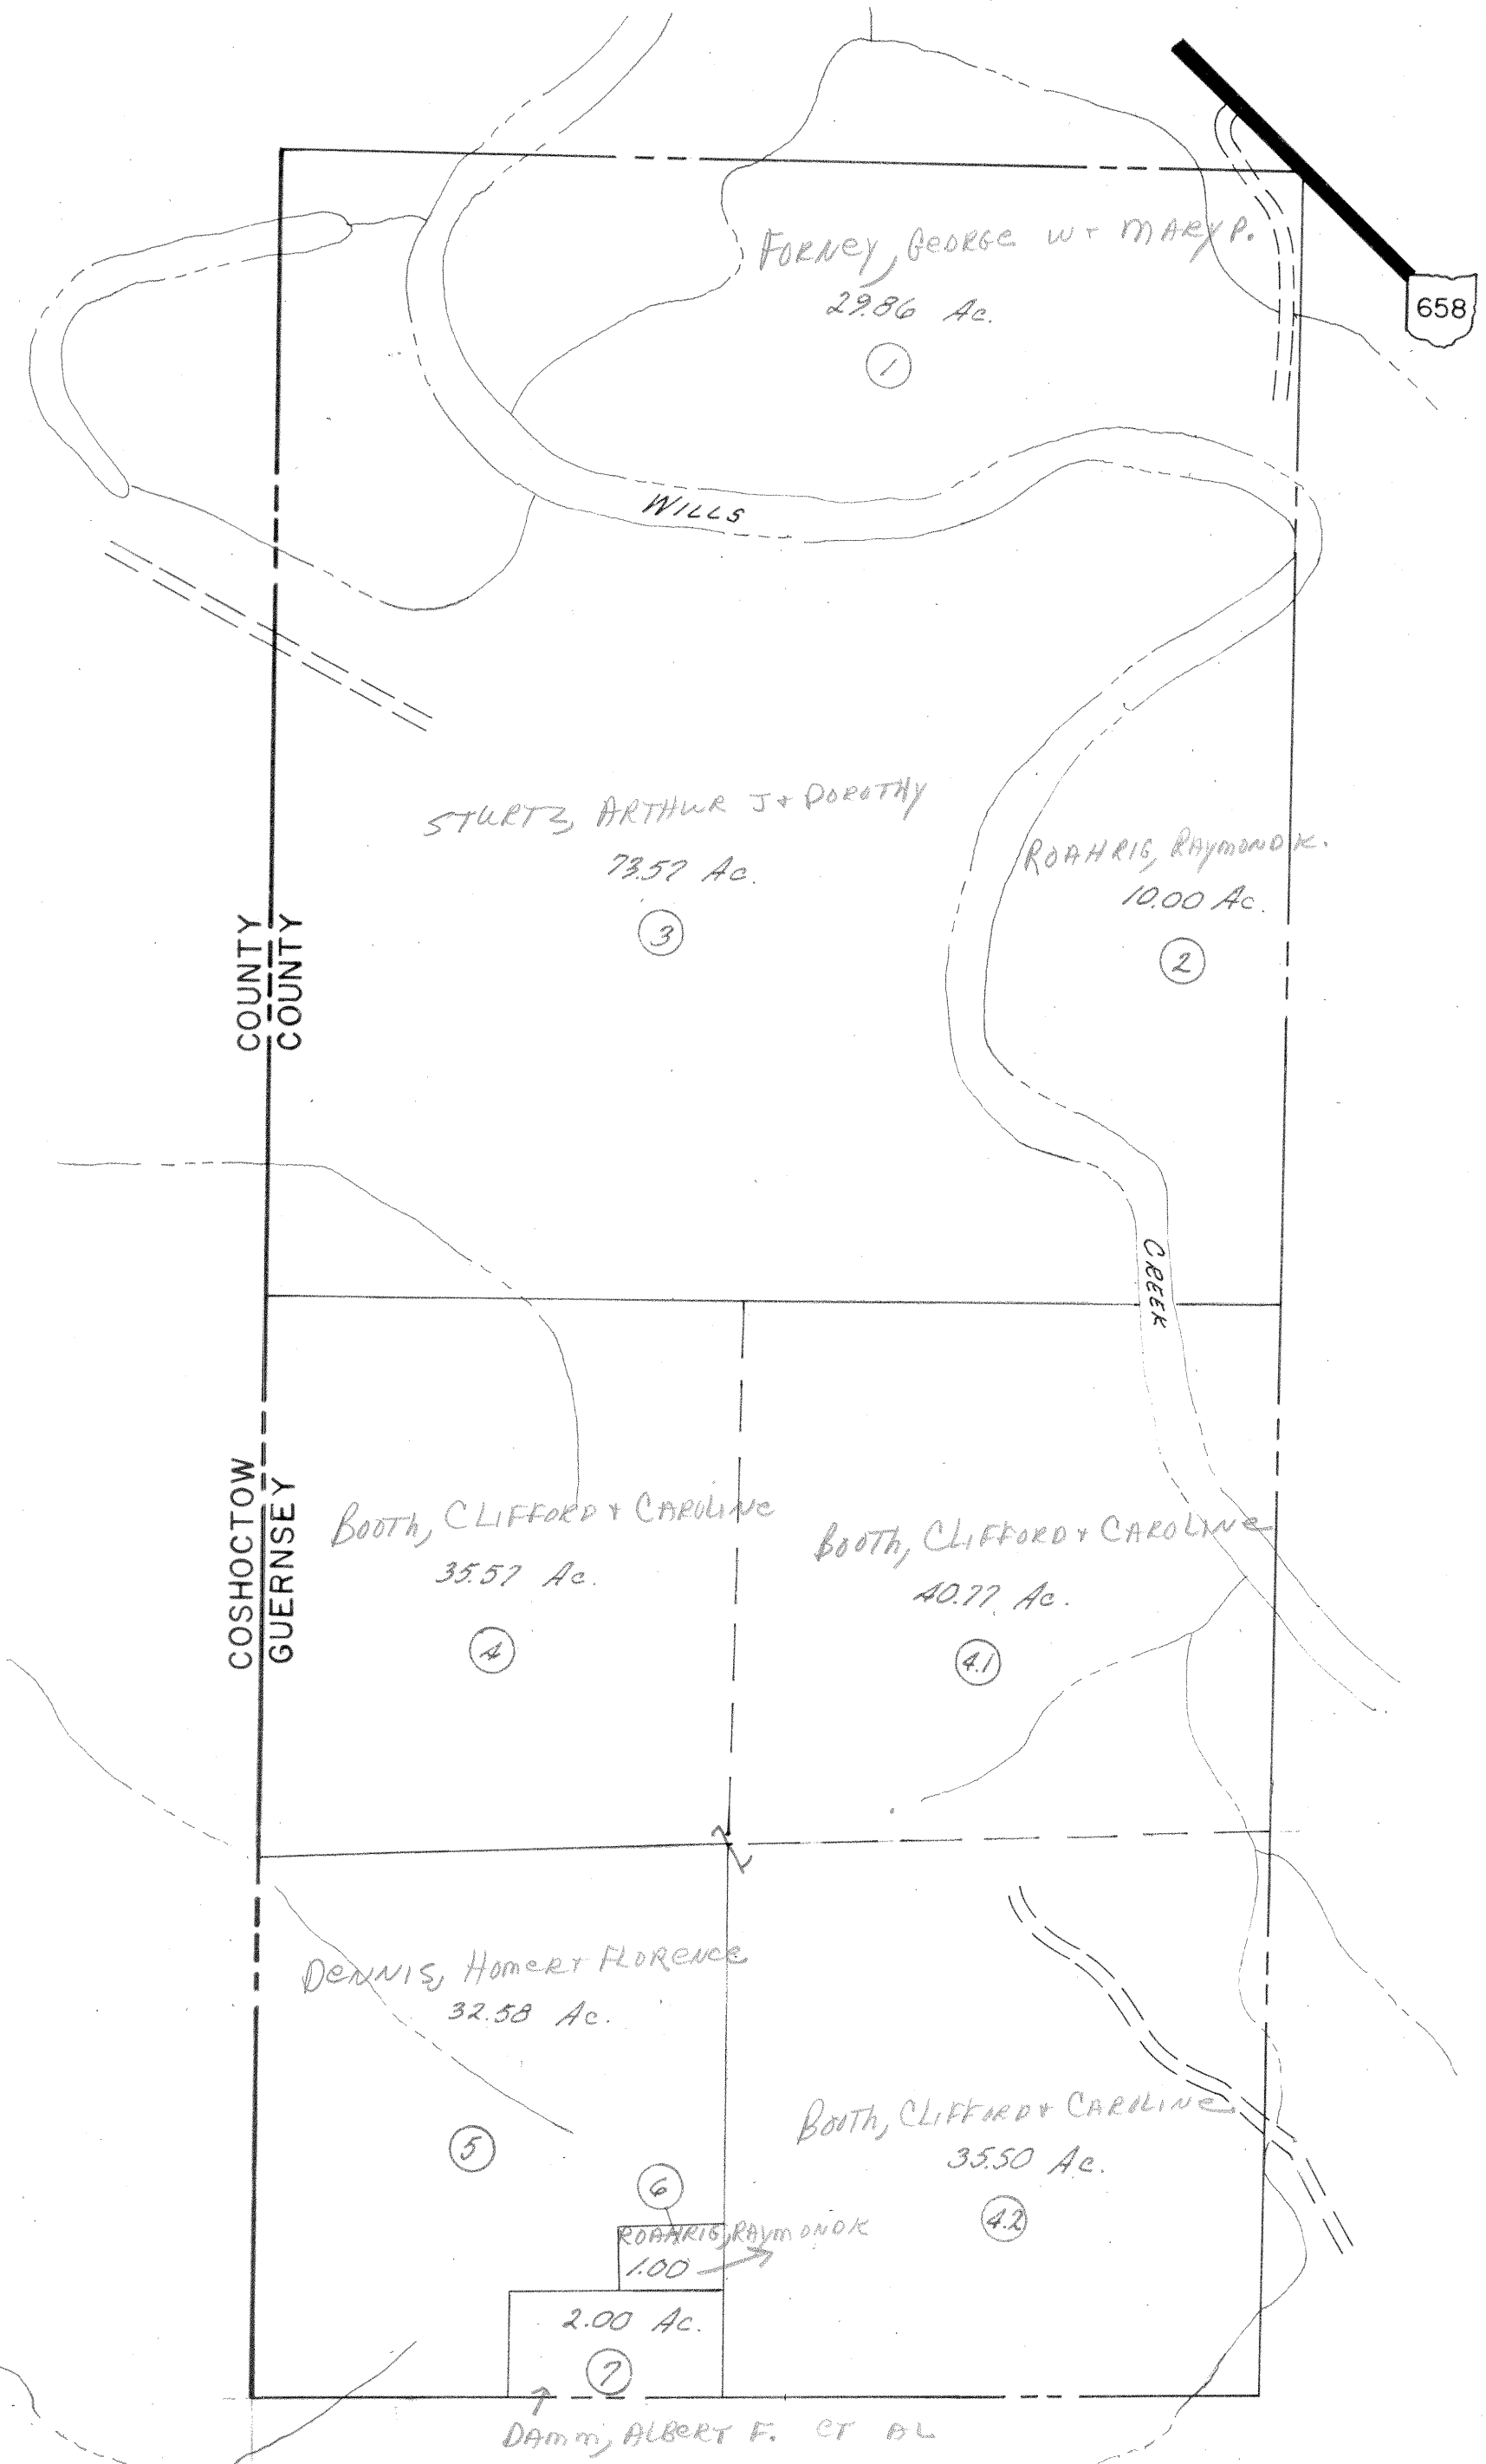 FORNEY, GEORGE W + MARY P.
29.86 Ac.
1
658
WILLS
STURTZ, ARTHUR J + DOROTHY
73.57 Ac.
3
ROAHRIG, RAYMOND K.
10.00 Ac.
2
COUNTY
COUNTY
CREEK
COSHOCTOW
GUERNSEY
BOOTH, CLIFFORD + CAROLINE
35.57 Ac.
4
BOOTH, CLIFFORD + CAROLINE
40.77 Ac.
4.1
DENNIS, HOMER + FLORENCE
32.58 Ac.
5
BOOTH, CLIFFORD + CAROLINE
35.50 Ac.
4.2
6
ROAHRIG, RAYMOND K
1.00
2.00 Ac.
7
DAMM, ALBERT F. ET AL